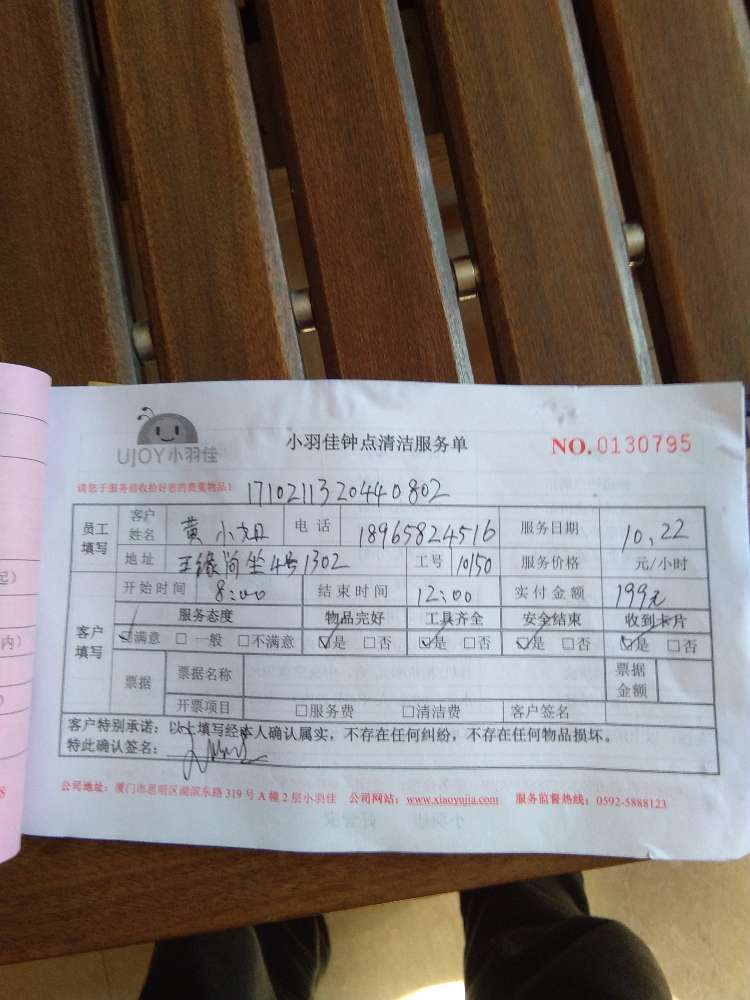 UJOY小羽佳
小羽佳钟点清洁服务单
NO.0130795
请您于服务前收拾好您的贵重物品!
1710211320440802
员工填写 客户姓名 黄小 电话 18965824516 服务日期 10.22
地址 4号1302 工号 10150 服务价格 元/小时
开始时间 8:00 结束时间 12:00 实付金额 199元
客户填写 服务态度 物品完好 工具齐全 安全结束 收到卡片
☑满意 □一般 □不满意 ☑是 □否 ☑是 □否 ☑是 □否 ☑是 □否
票据 票据名称 票据金额
开票项目 □服务费 □清洁费 客户签名
客户特别承诺:以上填写经本人确认属实,不存在任何纠纷,不存在任何物品损坏。
特此确认签名:
公司地址:厦门市思明区湖滨东路319号A幢2层小羽佳 公司网站:www.xiaoyujia.com 服务监督热线:0592-5888123